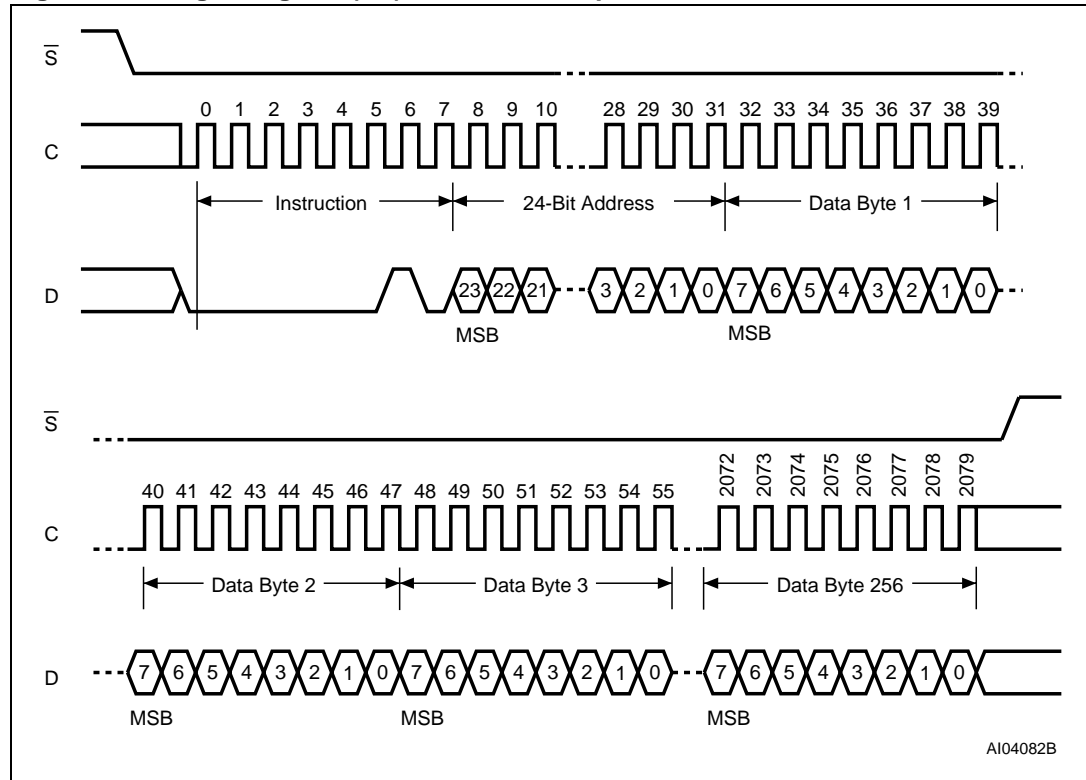 S
0 1 2 3 4 5 6 7 8 9 10 28 29 30 31 32 33 34 35 36 37 38 39
C
Instruction 24-Bit Address Data Byte 1
D 23 22 21 3 2 1 0 7 6 5 4 3 2 1 0
MSB MSB
S
40 41 42 43 44 45 46 47 48 49 50 51 52 53 54 55 2072 2073 2074 2075 2076 2077 2078 2079
C
Data Byte 2 Data Byte 3 Data Byte 256
D 7 6 5 4 3 2 1 0 7 6 5 4 3 2 1 0 7 6 5 4 3 2 1 0
MSB MSB MSB
AI04082B